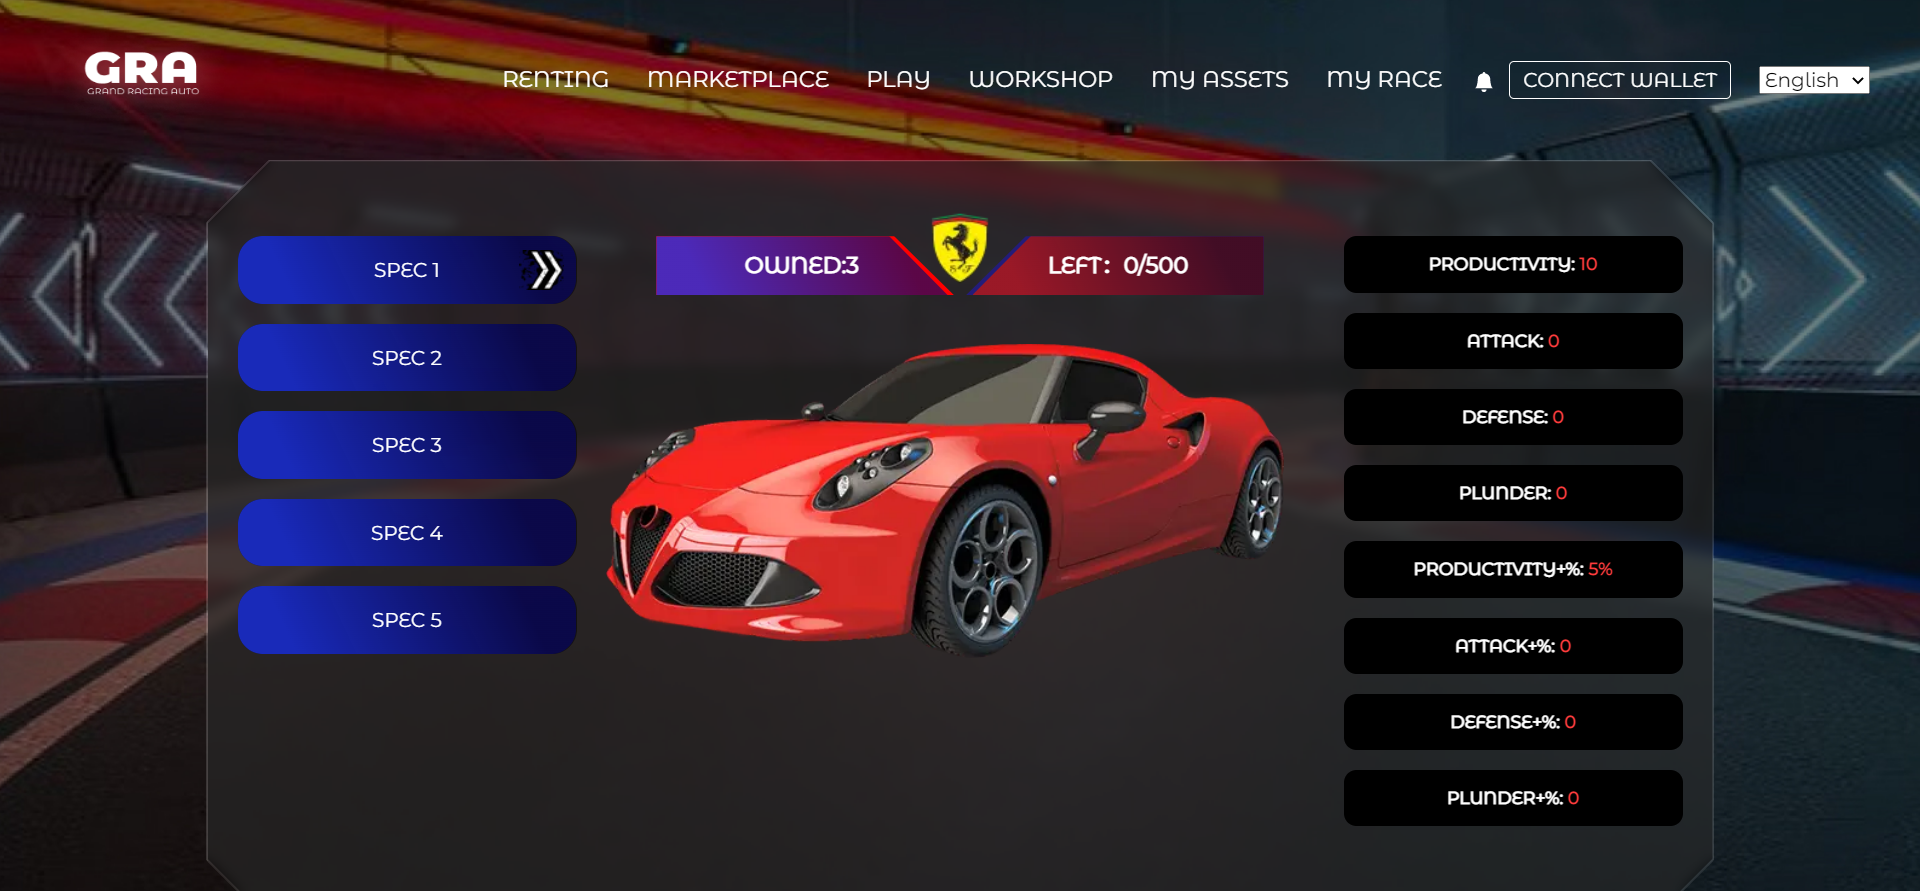 GRA
GRAND RACING AUTO
RENTING
MARKETPLACE
PLAY
WORKSHOP
MY ASSETS
MY RACE
CONNECT WALLET
English
SPEC 1
SPEC 2
SPEC 3
SPEC 4
SPEC 5
OWNED:3
LEFT: 0/500
PRODUCTIVITY: 10
ATTACK: 0
DEFENSE: 0
PLUNDER: 0
PRODUCTIVITY+%: 5%
ATTACK+%: 0
DEFENSE+%: 0
PLUNDER+%: 0